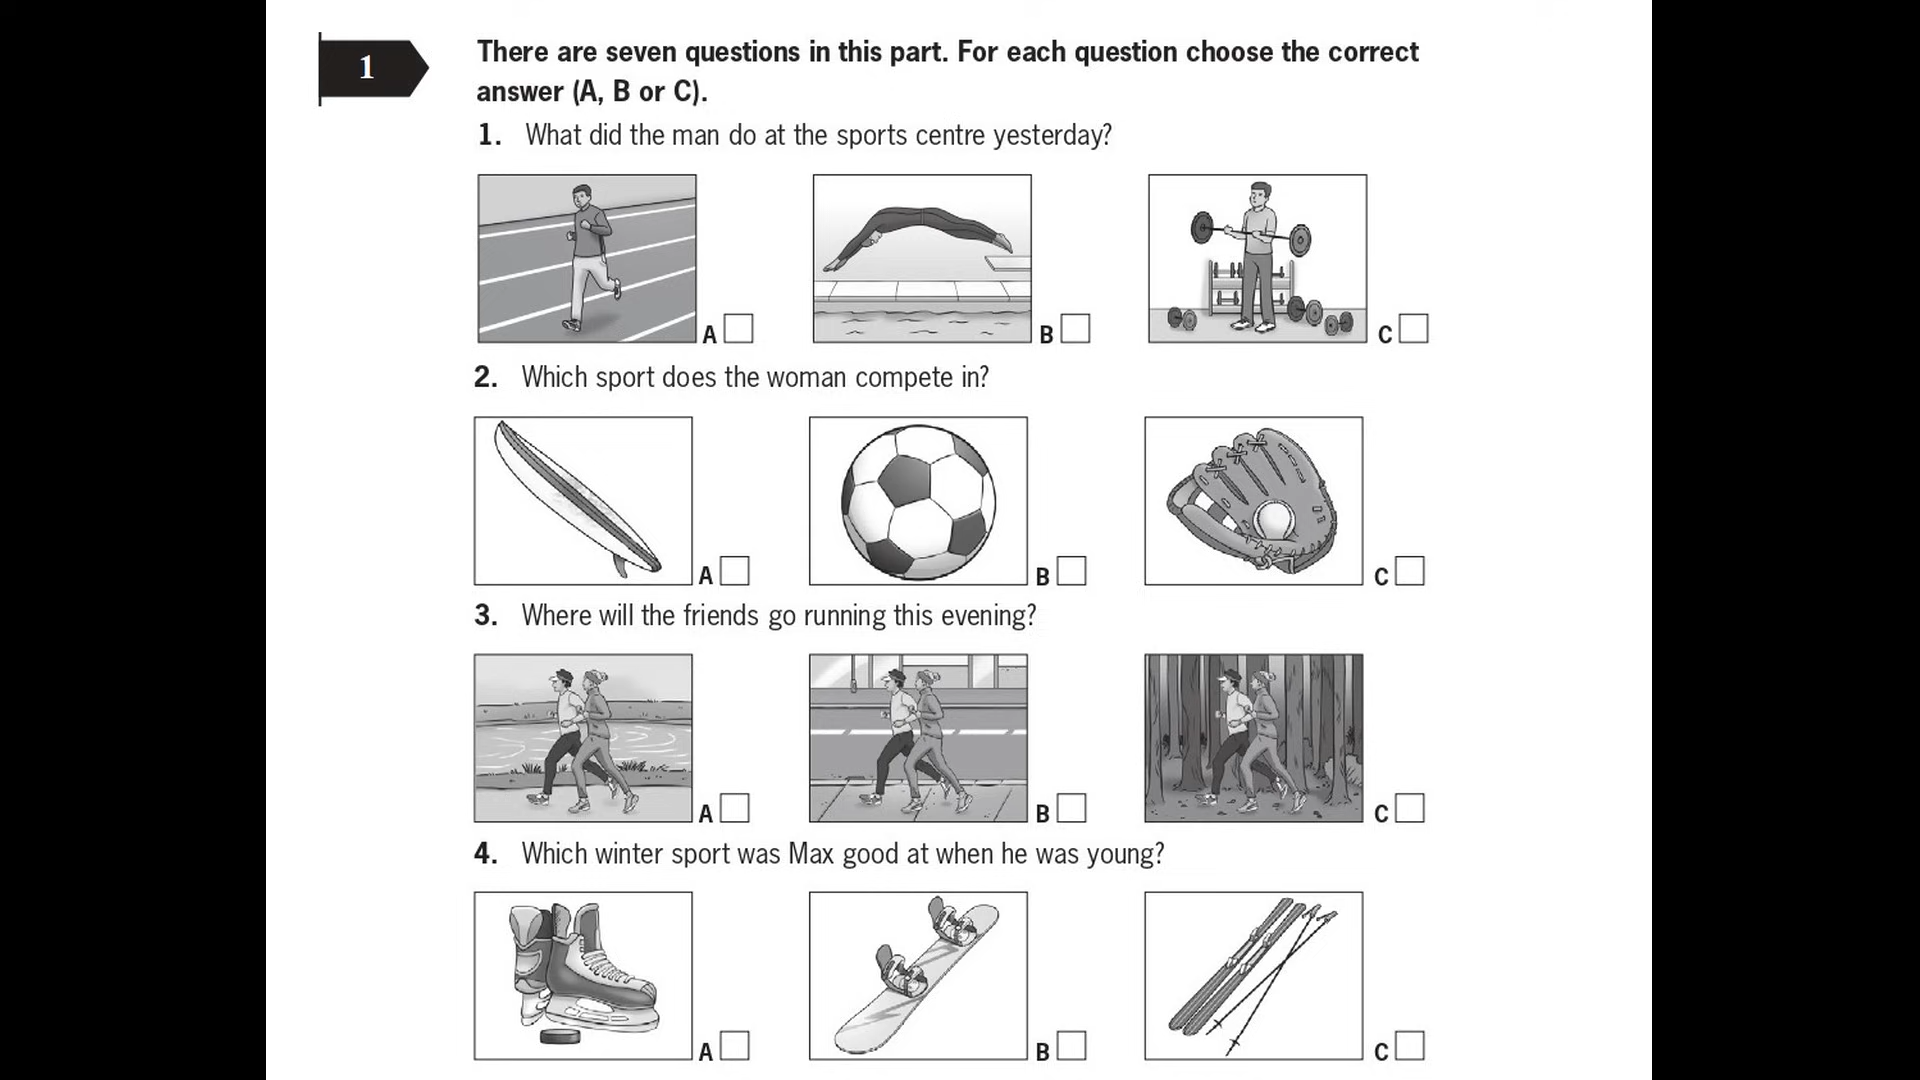 1
There are seven questions in this part. For each question choose the correct
answer (A, B or C).
1. What did the man do at the sports centre yesterday?
A B C
2. Which sport does the woman compete in?
A B C
3. Where will the friends go running this evening?
A B C
4. Which winter sport was Max good at when he was young?
A B C